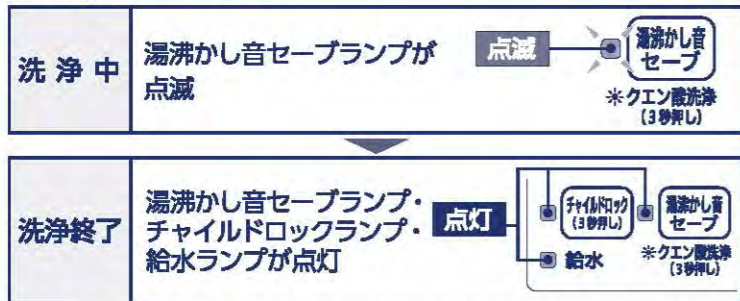 洗浄中
湯沸かし音セーブランプが
点滅
点滅
湯沸かし音
セーブ
※クエン酸洗浄
(3秒押し)
洗浄終了
湯沸かし音セーブランプ・
チャイルドロックランプ・
給水ランプが点灯
点灯
チャイルドロック
(3秒押し)
湯沸かし音
セーブ
給水
※クエン酸洗浄
(3秒押し)